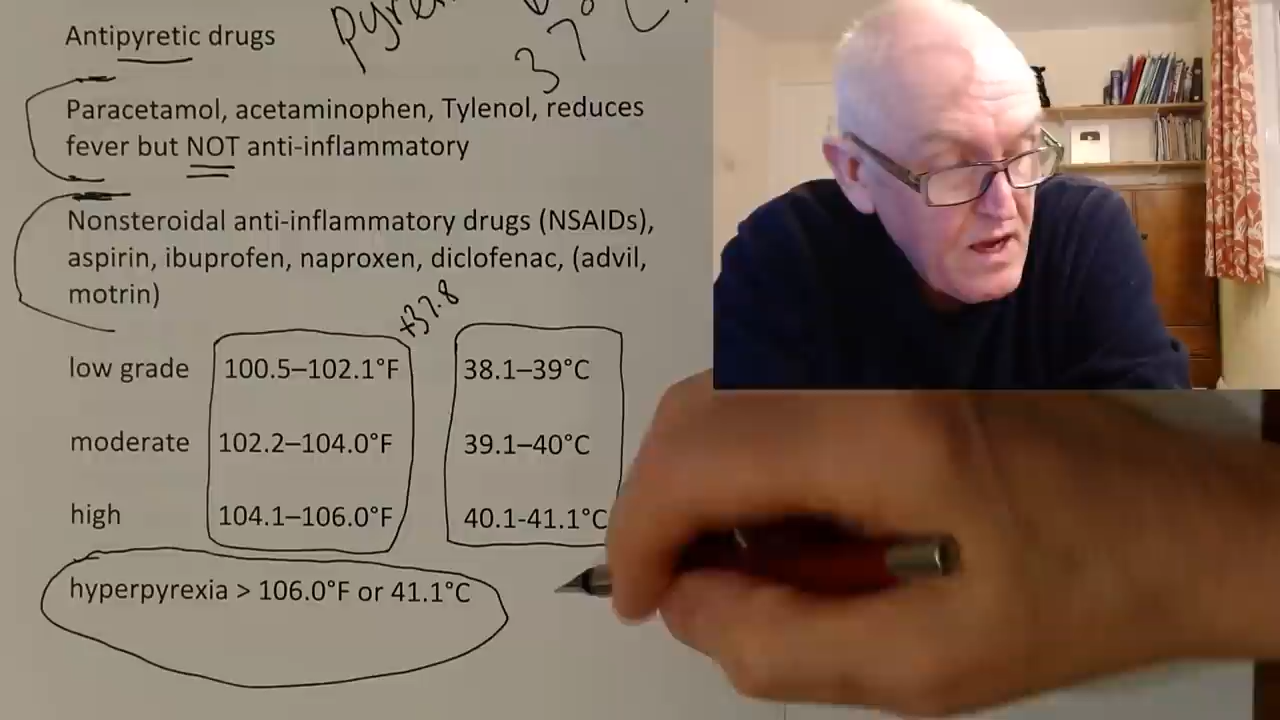 Antipyretic drugs
37° C
Paracetamol, acetaminophen, Tylenol, reduces
fever but NOT anti-inflammatory
Nonsteroidal anti-inflammatory drugs (NSAIDs),
aspirin, ibuprofen, naproxen, diclofenac, (advil,
motrin)
+37.8
low grade 100.5–102.1°F 38.1–39°C
moderate 102.2–104.0°F 39.1–40°C
high 104.1–106.0°F 40.1-41.1°C
hyperpyrexia > 106.0°F or 41.1°C